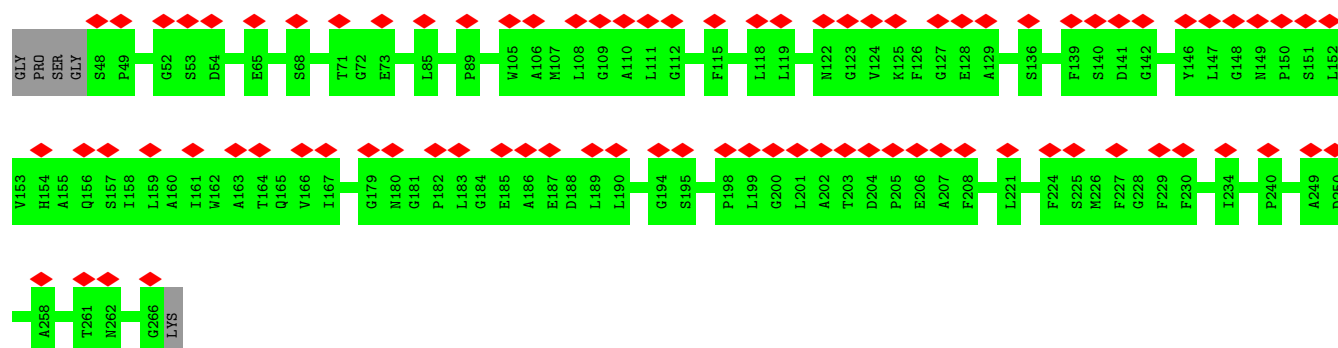 GLY PRO SER GLY S48 P49 G52 S53 D54 E65 S68 T71 G72 E73 L85 P89 W105 A106 M107 L108 G109 A110 L111 G112 F115 L118 L119 N122 G123 V124 K125 F126 G127 E128 A129 S136 F139 S140 D141 G142 Y146 L147 G148 N149 P150 S151 L152
V153 H154 A155 Q156 S157 I158 L159 A160 I161 W162 A163 T164 Q165 V166 I167 G179 N180 G181 P182 L183 G184 E185 A186 E187 D188 L189 L190 G194 S195 P198 L199 G200 L201 A202 T203 D204 P205 E206 A207 F208 L221 F224 S225 M226 F227 G228 F229 F230 I234 P240 A249
A258 T261 N262 G266 LYS